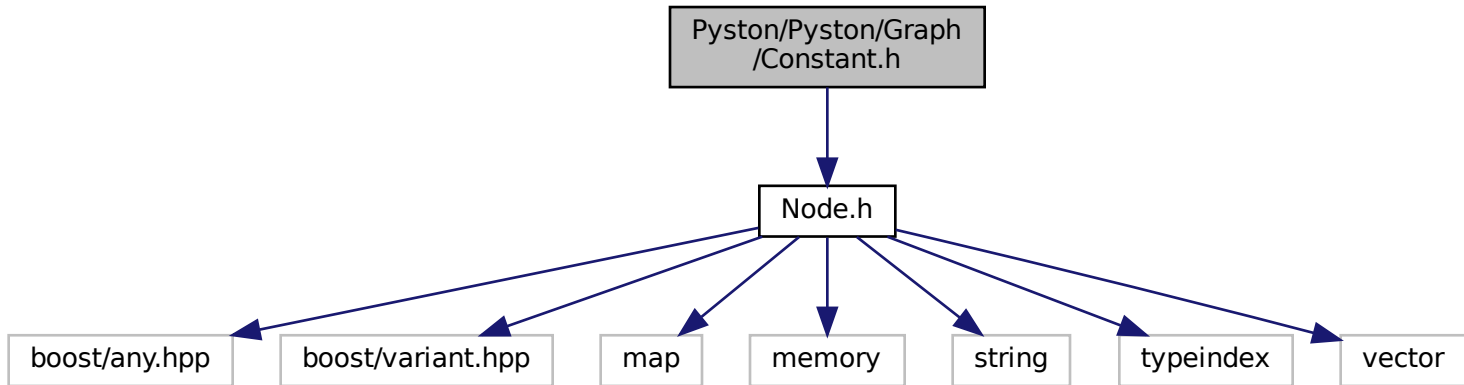 Pyston/Pyston/Graph
/Constant.h
Node.h
boost/any.hpp
boost/variant.hpp
map
memory
string
typeindex
vector